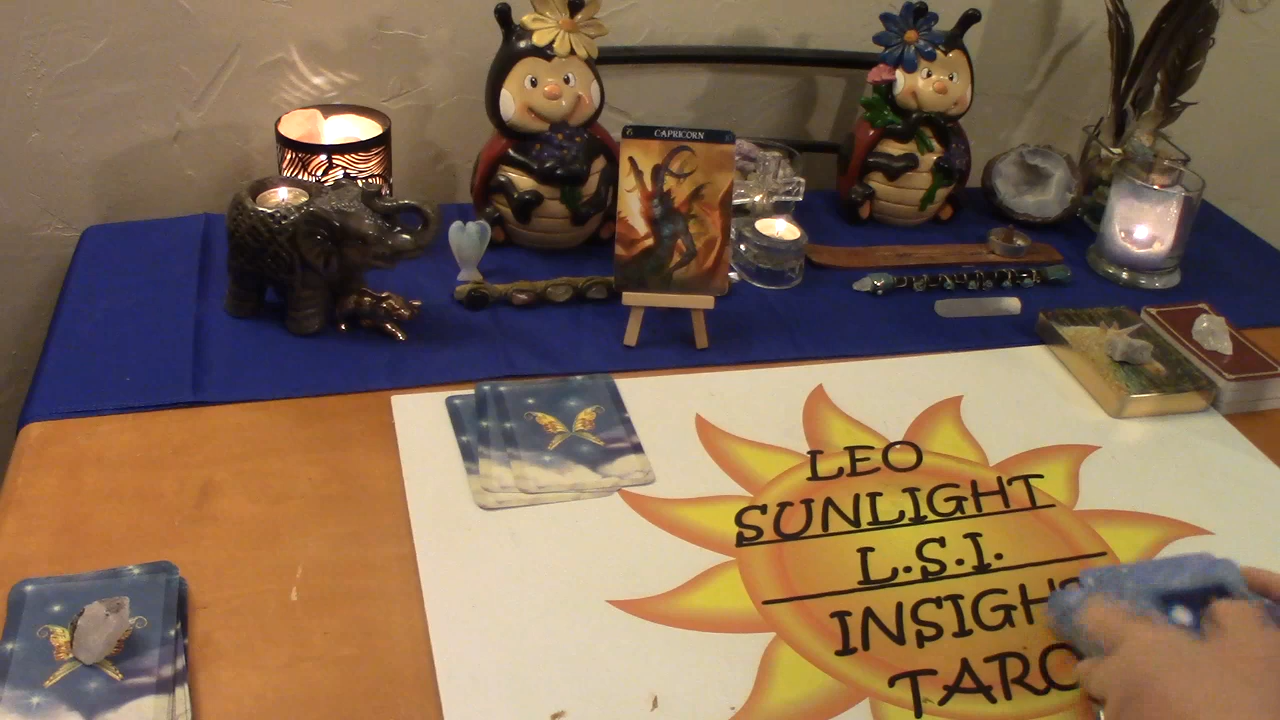 CAPRICORN
LEO
SUNLIGHT
L.S.I.
INSIGH
TARO